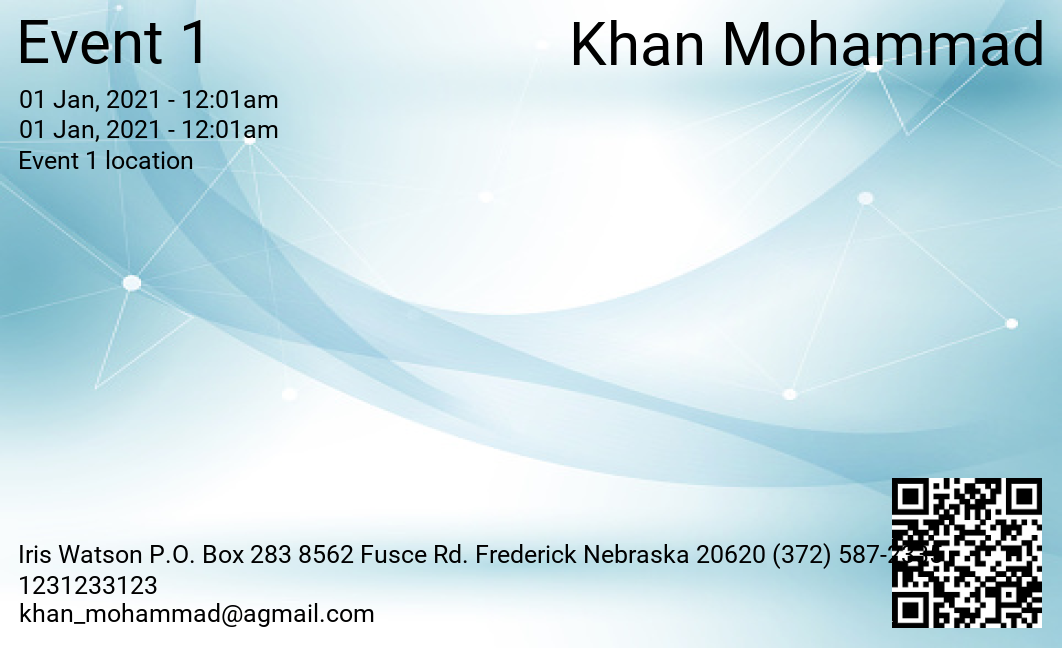 Event 1
Khan Mohammad
01 Jan, 2021 - 12:01am
01 Jan, 2021 - 12:01am
Event 1 location
Iris Watson P.O. Box 283 8562 Fusce Rd. Frederick Nebraska 20620 (372)
1231233123
khan_mohammad@agmail.com